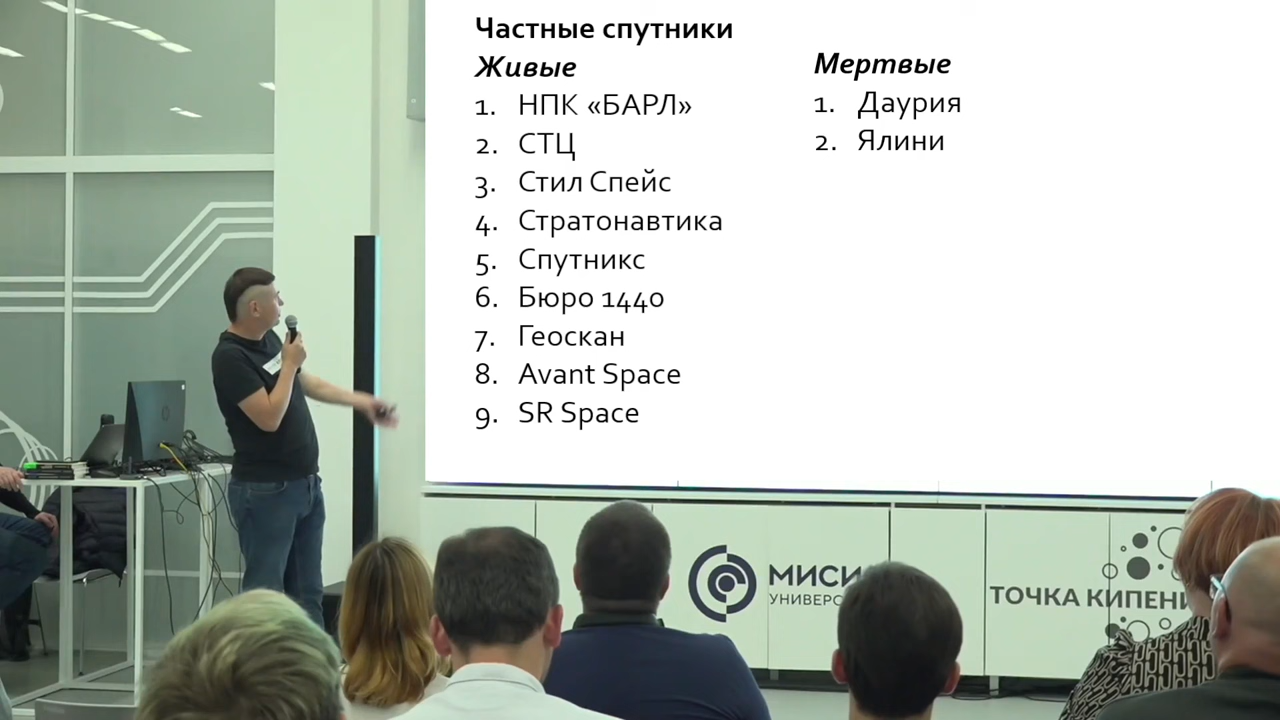 Частные спутники
Живые
1. НПК «БАРЛ»
2. СТЦ
3. Стил Спейс
4. Стратонавтика
5. Спутникс
6. Бюро 1440
7. Геоскан
8. Avant Space
9. SR Space
Мертвые
1. Даурия
2. Ялини
МИСИ
УНИВЕРС
ТОЧКА КИПЕНИ